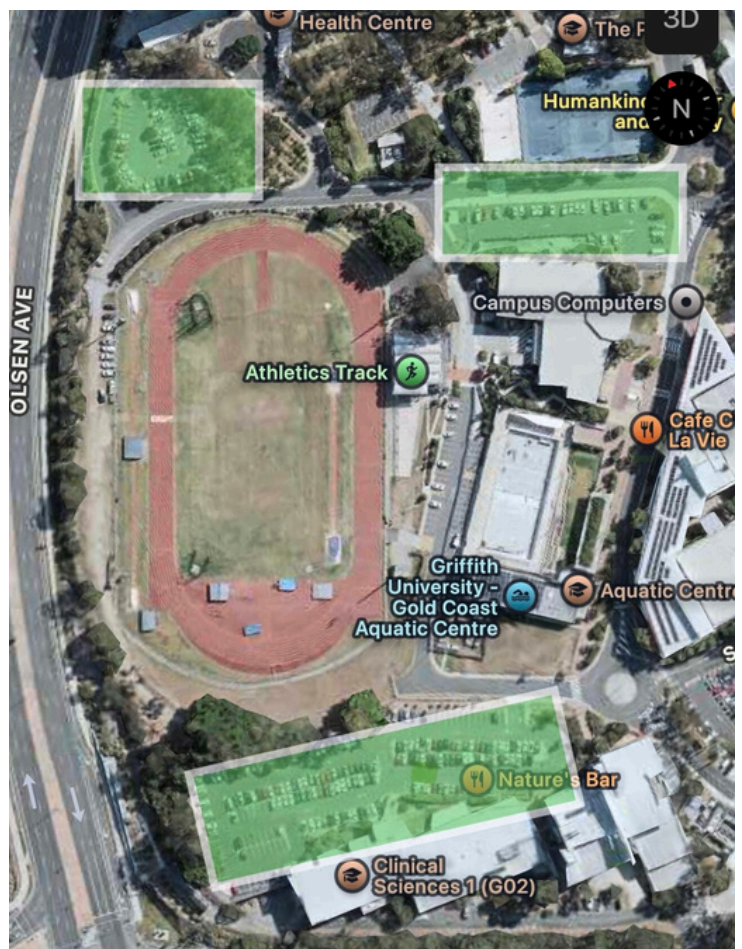 Health Centre
The
3D
N
Humankind
and
OLSEN AVE
Campus Computers
Athletics Track
Cafe C
La Vie
Griffith
University -
Gold Coast
Aquatic Centre
Aquatic Centre
S
Nature's Bar
Clinical
Sciences 1 (G02)